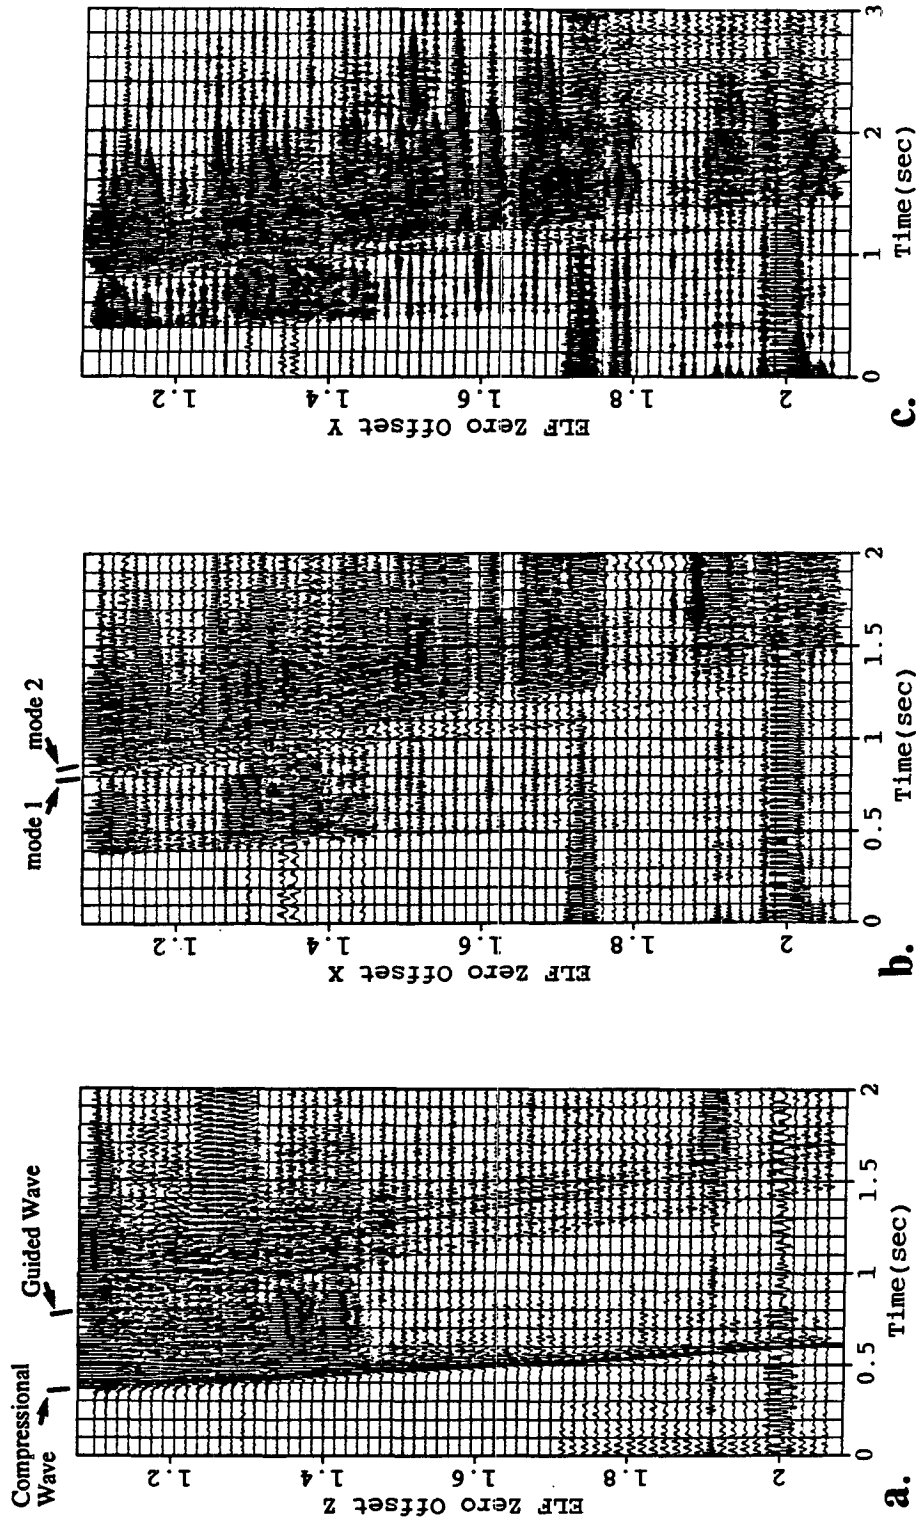 Compressional
Wave
Guided Wave
ELF Zero Offset Z
1.2
1.4
1.6
1.8
2
0
0.5
1
1.5
2
Time(sec)
a.
mode 1
mode 2
ELF Zero Offset X
1.2
1.4
1.6
1.8
2
0
0.5
1
1.5
2
Time(sec)
b.
ELF Zero Offset Y
1.2
1.4
1.6
1.8
2
0
1
2
3
Time(sec)
c.